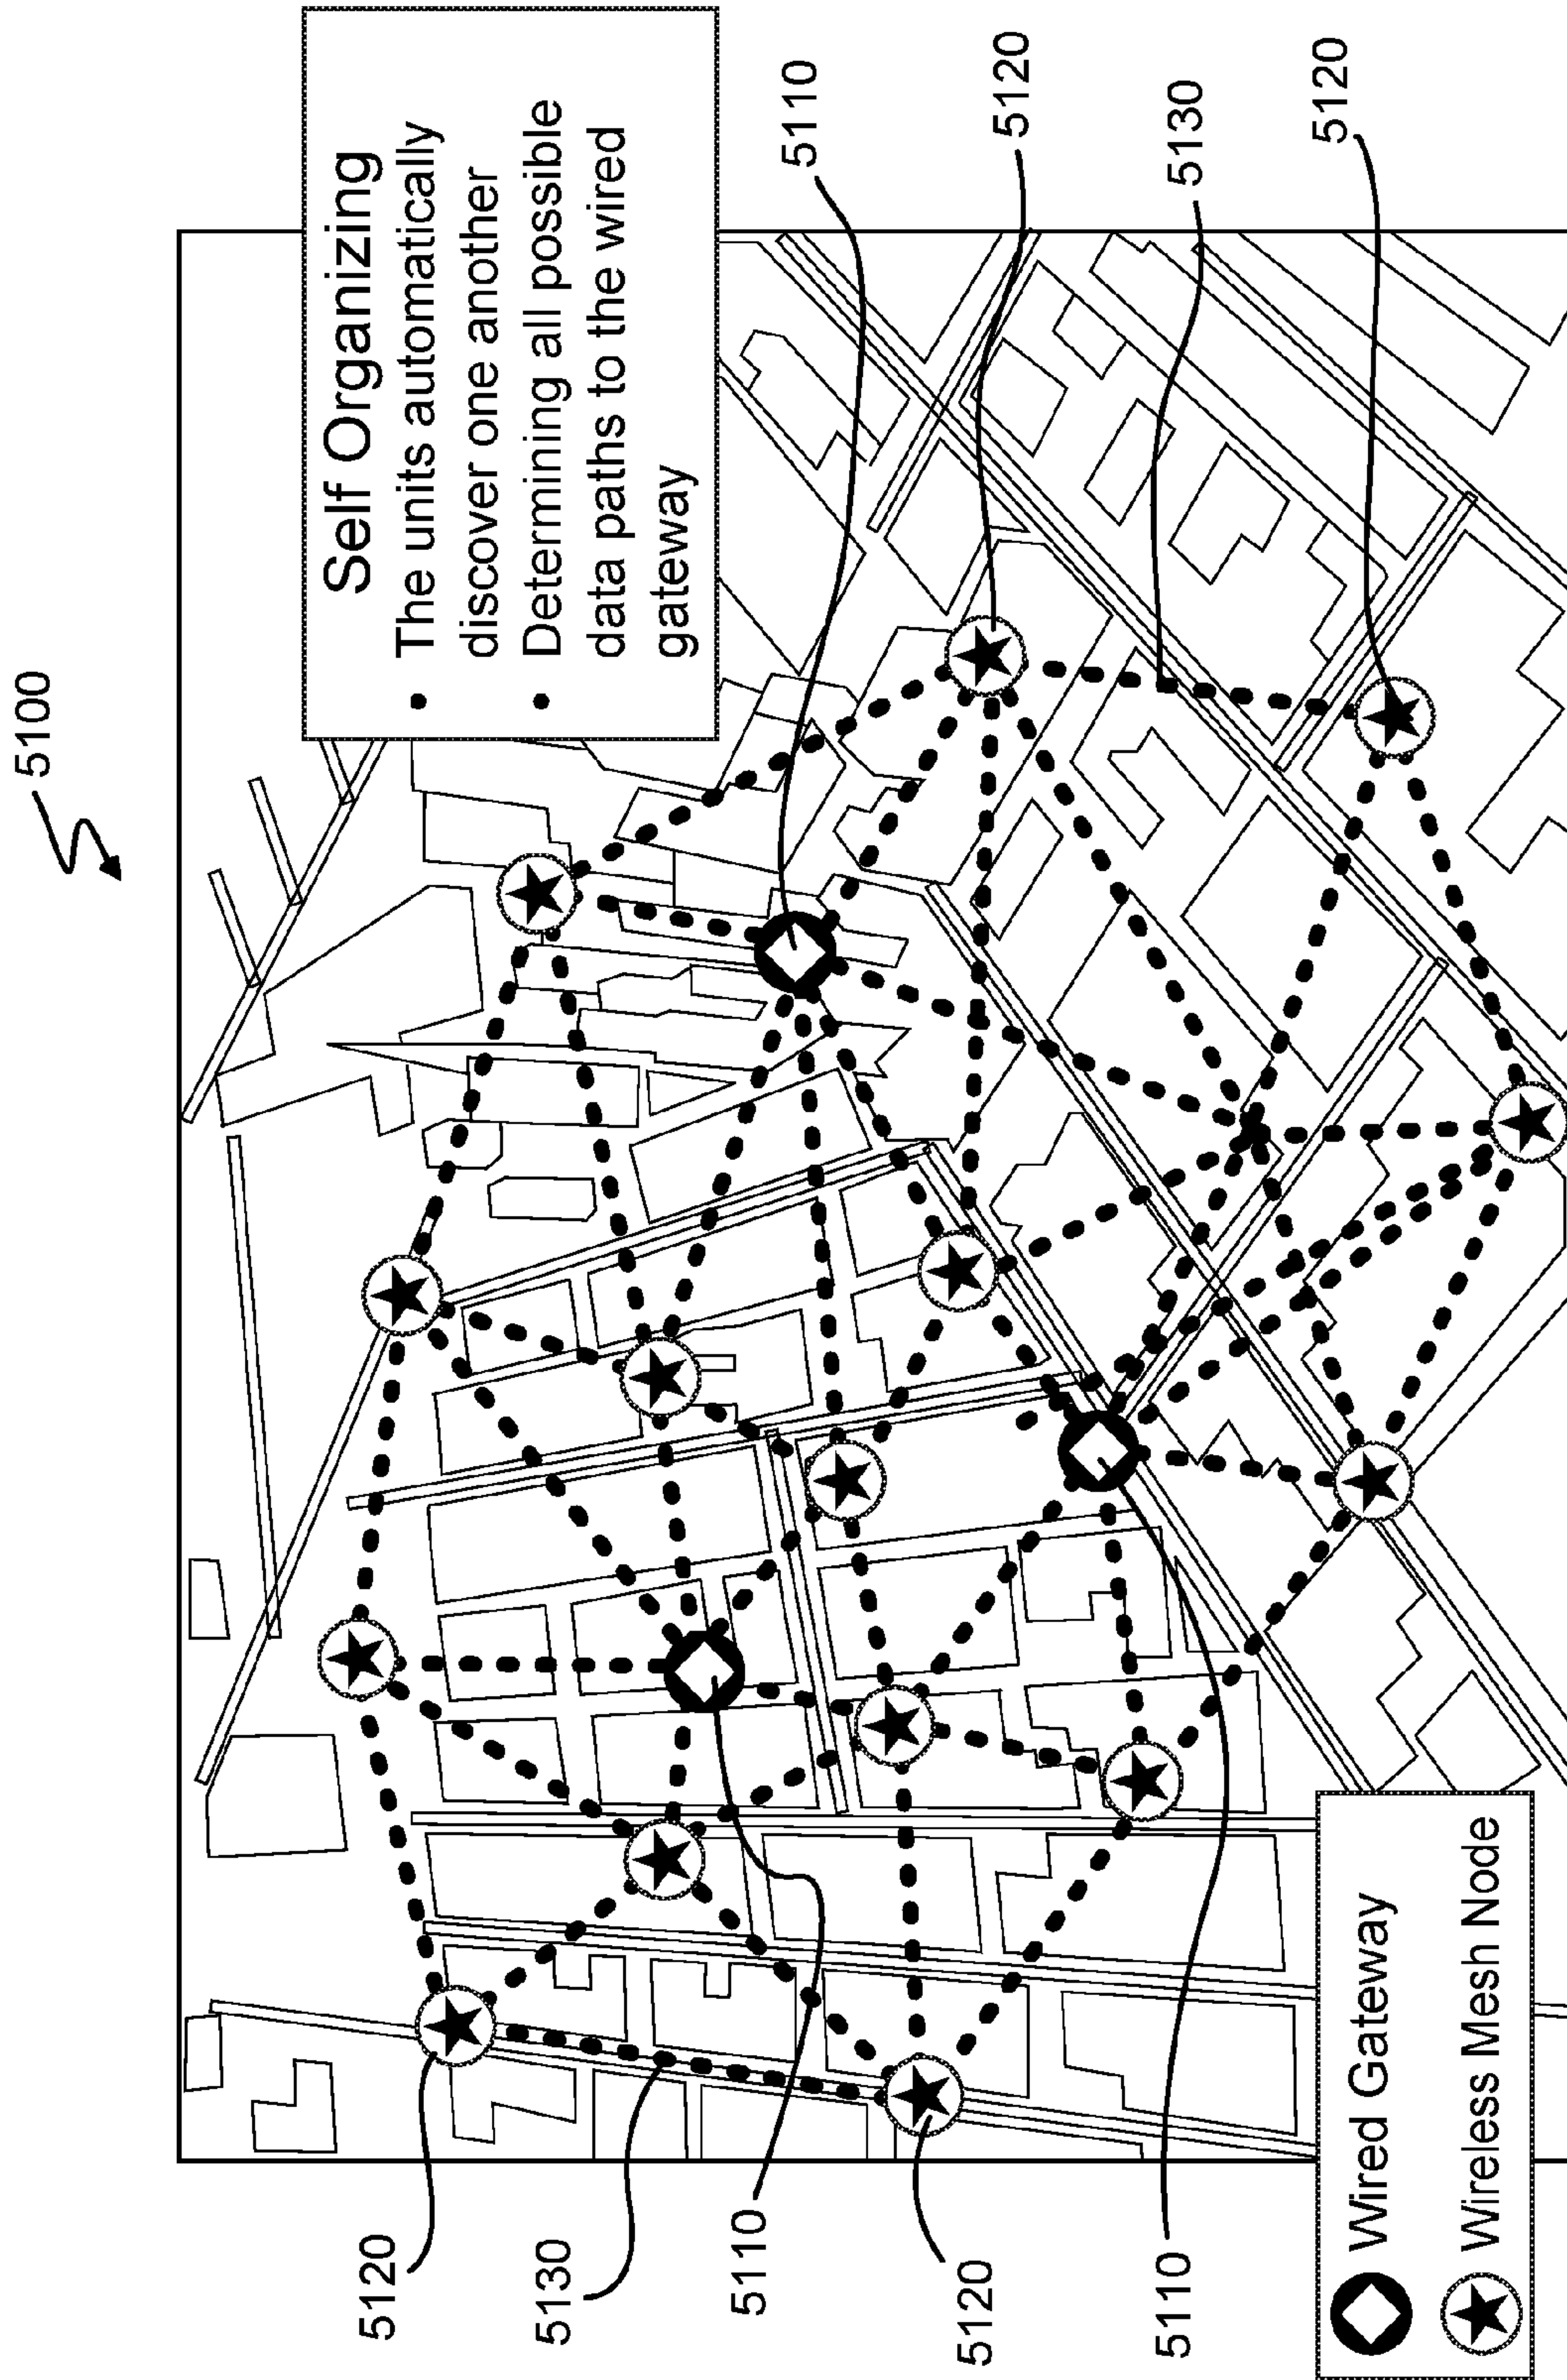 5100
Self Organizing
• The units automatically
discover one another
• Determining all possible
data paths to the wired
gateway
5120
5130
5110
5120
5110
5110
5120
5130
5120
Wired Gateway
Wireless Mesh Node